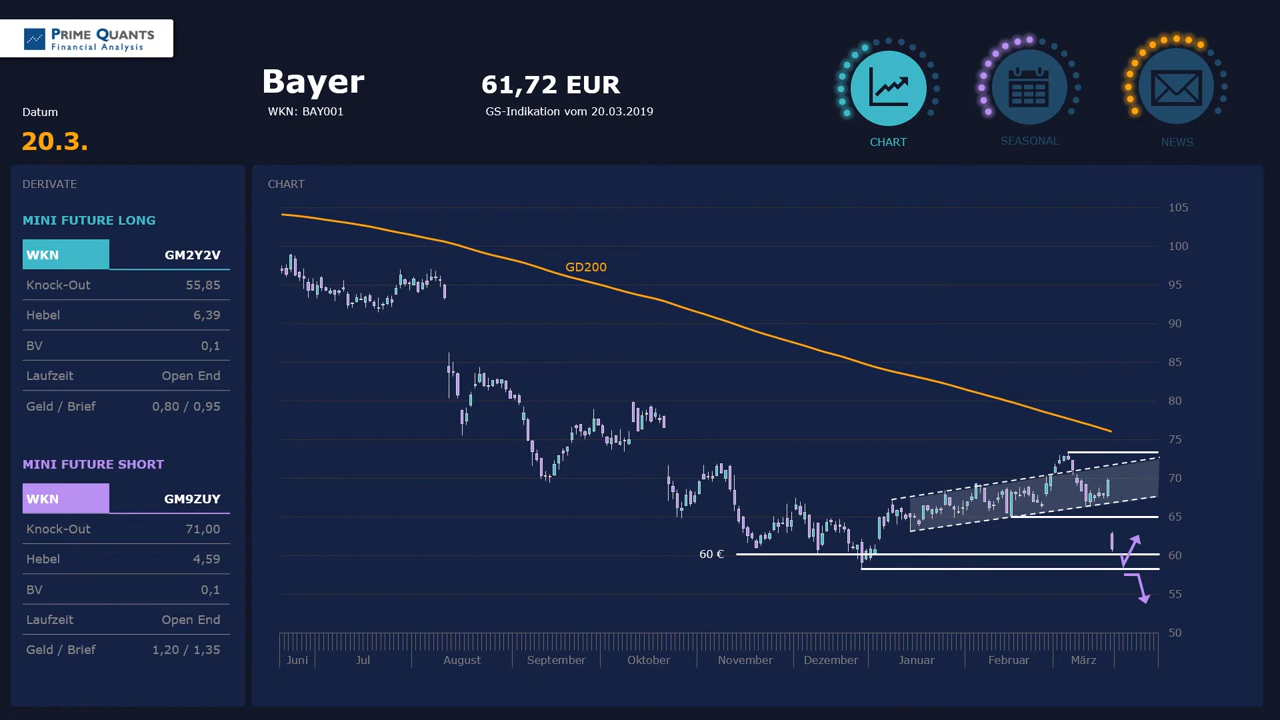 PRIME QUANTS
Financial Analysis
Bayer
WKN: BAY001
61,72 EUR
GS-Indikation vom 20.03.2019
CHART
SEASONAL
NEWS
Datum
20.3.
DERIVATE
MINI FUTURE LONG
WKN GM2Y2V
Knock-Out 55,85
Hebel 6,39
BV 0,1
Laufzeit Open End
Geld / Brief 0,80 / 0,95
MINI FUTURE SHORT
WKN GM9ZUY
Knock-Out 71,00
Hebel 4,59
BV 0,1
Laufzeit Open End
Geld / Brief 1,20 / 1,35
CHART
GD200
60 €
105
100
95
90
85
80
75
70
65
60
55
50
Juni Jul August September Oktober November Dezember Januar Februar März